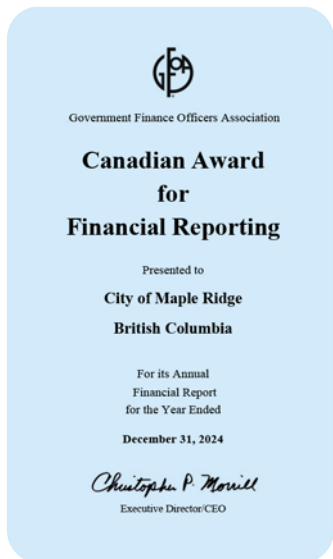 GFOA
Government Finance Officers Association
Canadian Award
for
Financial Reporting
Presented to
City of Maple Ridge
British Columbia
For its Annual
Financial Report
for the Year Ended
December 31, 2024
Christopher P. Morrill
Executive Director/CEO